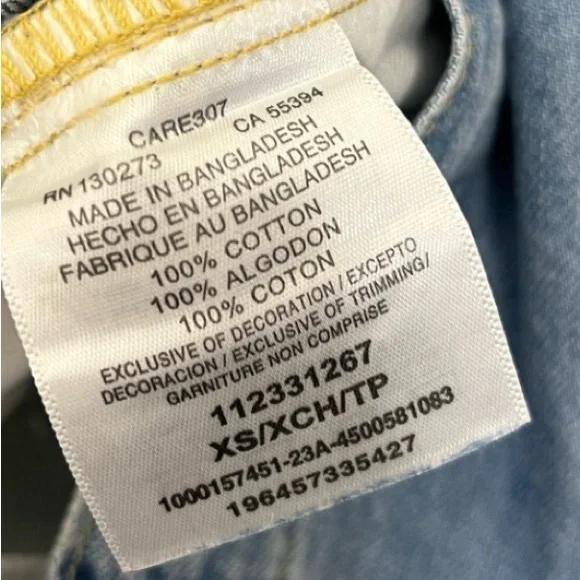 CARE307
RN 130273 CA 55394
MADE IN BANGLADESH
HECHO EN BANGLADESH
FABRIQUE AU BANGLADESH
100% COTTON
100% ALGODON
100% COTON
EXCLUSIVE OF DECORATION / EXCEPTO
DECORACION / EXCLUSIVE OF TRIMMING/
GARNITURE NON COMPRISE
112331267
XS/XCH/TP
1000157451-23A-4500581083
196457335427